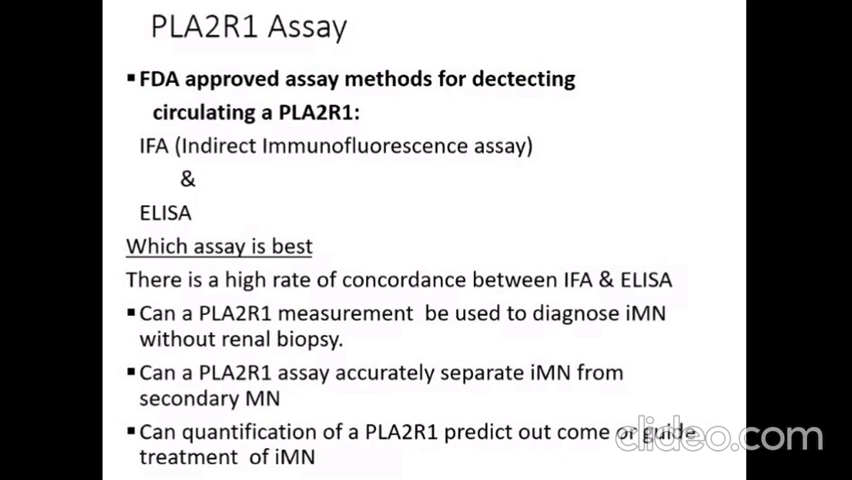 PLA2R1 Assay
▪FDA approved assay methods for dectecting
circulating a PLA2R1:
IFA (Indirect Immunofluorescence assay)
&
ELISA
Which assay is best
There is a high rate of concordance between IFA & ELISA
▪Can a PLA2R1 measurement be used to diagnose iMN
without renal biopsy.
▪Can a PLA2R1 assay accurately separate iMN from
secondary MN
▪Can quantification of a PLA2R1 predict out come or guide
treatment of iMN
clideo.com